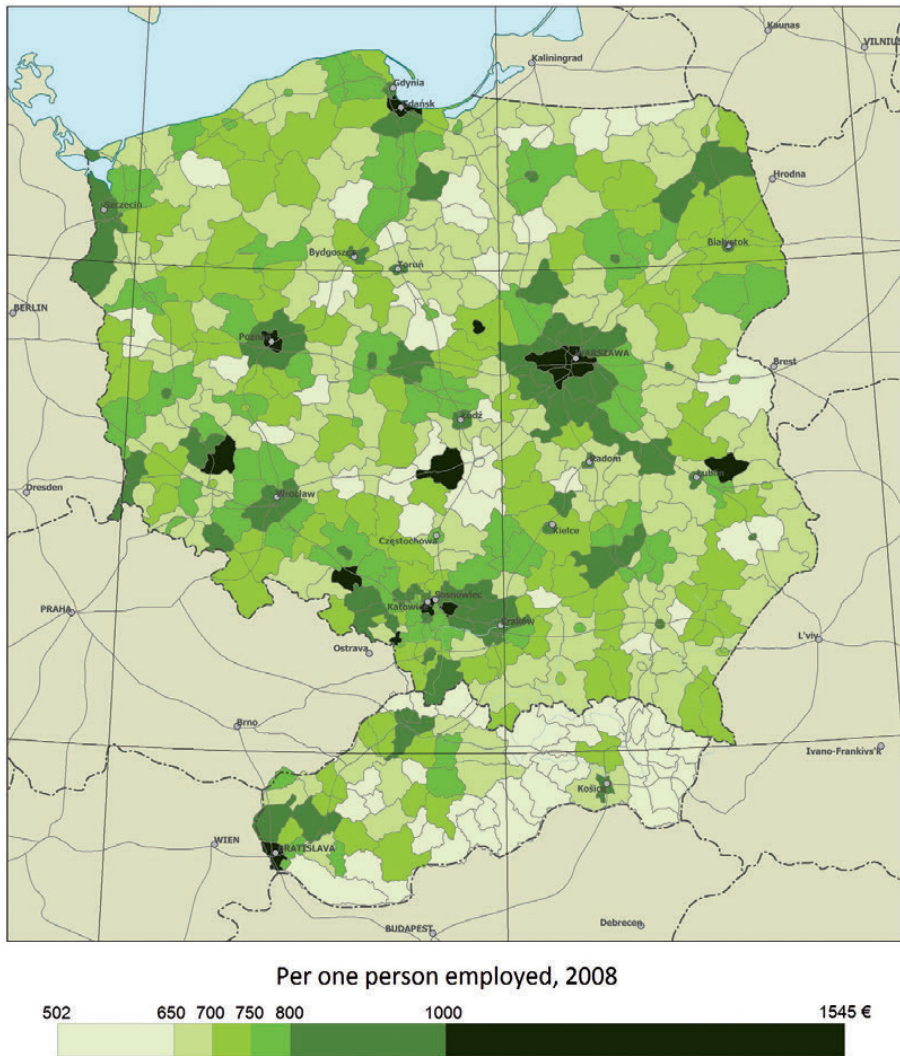 Kaunas
VILNIUS
Kaliningrad
Gdynia
Gdańsk
Hrodna
Szczecin
Białystok
Bydgoszcz
Toruń
BERLIN
Poznań
WARSZAWA
Brest
Łódź
Radom
Lublin
Dresden
Wrocław
Kielce
Częstochowa
Sosnowiec
Katowice
PRAHA
Kraków
L'viv
Ostrava
Brno
Ivano-Frankivs'k
Košice
WIEN
BRATISLAVA
Debrecen
BUDAPEST
Per one person employed, 2008
502 650 700 750 800 1000 1545 €